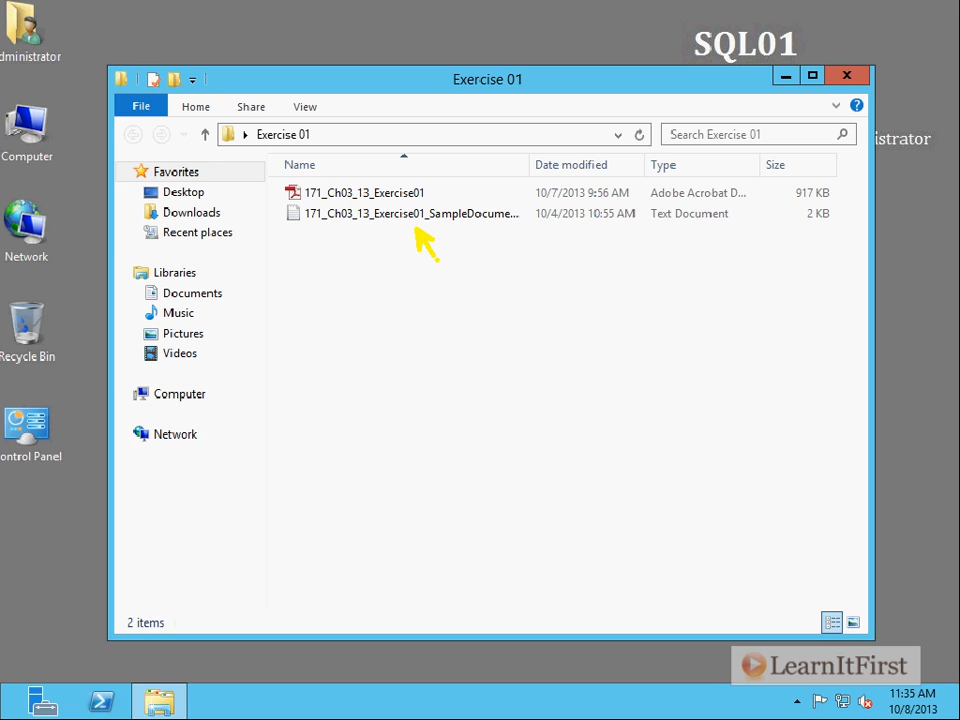 SQL01
dministrator
Exercise 01
File
Home
Share
View
Exercise 01
Search Exercise 01
istrator
Computer
Network
Recycle Bin
ontrol Panel
Favorites
Desktop
Downloads
Recent places
Libraries
Documents
Music
Pictures
Videos
Computer
Network
Name
Date modified
Type
Size
171_Ch03_13_Exercise01
10/7/2013 9:56 AM
Adobe Acrobat D...
917 KB
171_Ch03_13_Exercise01_SampleDocume...
10/4/2013 10:55 AM
Text Document
2 KB
2 items
LearnItFirst
11:35 AM
10/8/2013